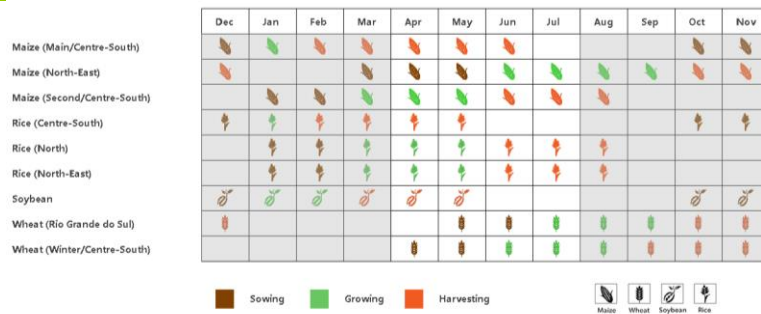 Dec Jan Feb Mar Apr May Jun Jul Aug Sep Oct Nov
Maize (Main/Centre-South)
Maize (North-East)
Maize (Second/Centre-South)
Rice (Centre-South)
Rice (North)
Rice (North-East)
Soybean
Wheat (Rio Grande do Sul)
Wheat (Winter/Centre-South)
Sowing Growing Harvesting
Maize Wheat Soybean Rice